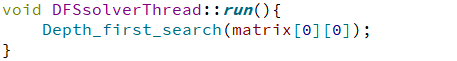 void DFSsolverThread::run(){
    Depth_first_search(matrix[0][0]);
}